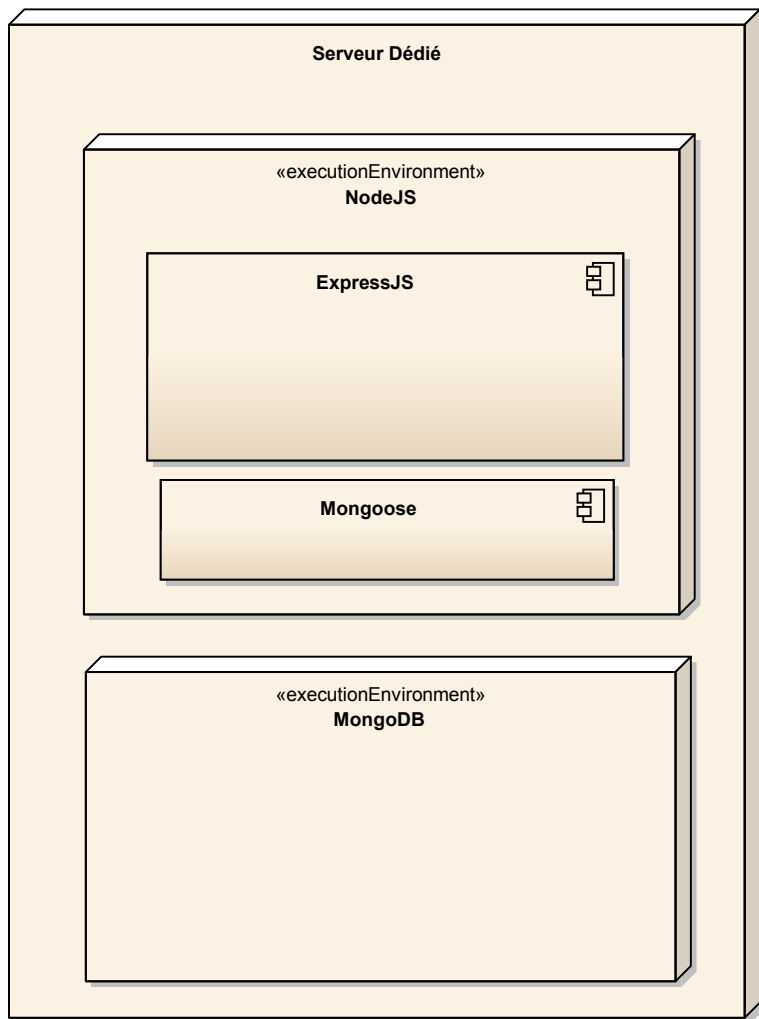 Serveur Dédié
«executionEnvironment»
NodeJS
ExpressJS
Mongoose
«executionEnvironment»
MongoDB